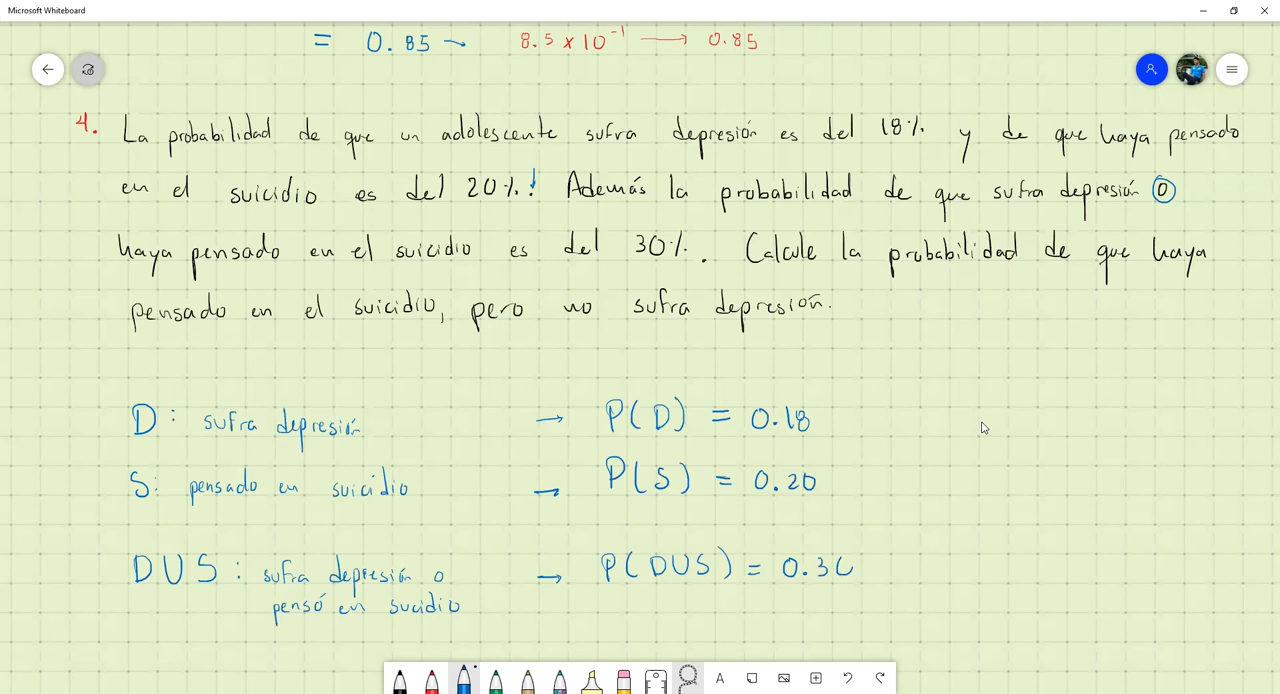 Microsoft Whiteboard
= 0.85 → 8.5 x 10⁻¹ → 0.85
4. La probabilidad de que un adolescente sufra depresión es del 18% y de que haya pensado
en el suicidio es del 20%. Además la probabilidad de que sufra depresión O
haya pensado en el suicidio es del 30%. Calcule la probabilidad de que haya
pensado en el suicidio, pero no sufra depresión.
D: sufra depresión → P(D) = 0.18
S: pensado en suicidio → P(S) = 0.20
DUS: sufra depresión o → P(DUS) = 0.30
pensó en sucidio
A